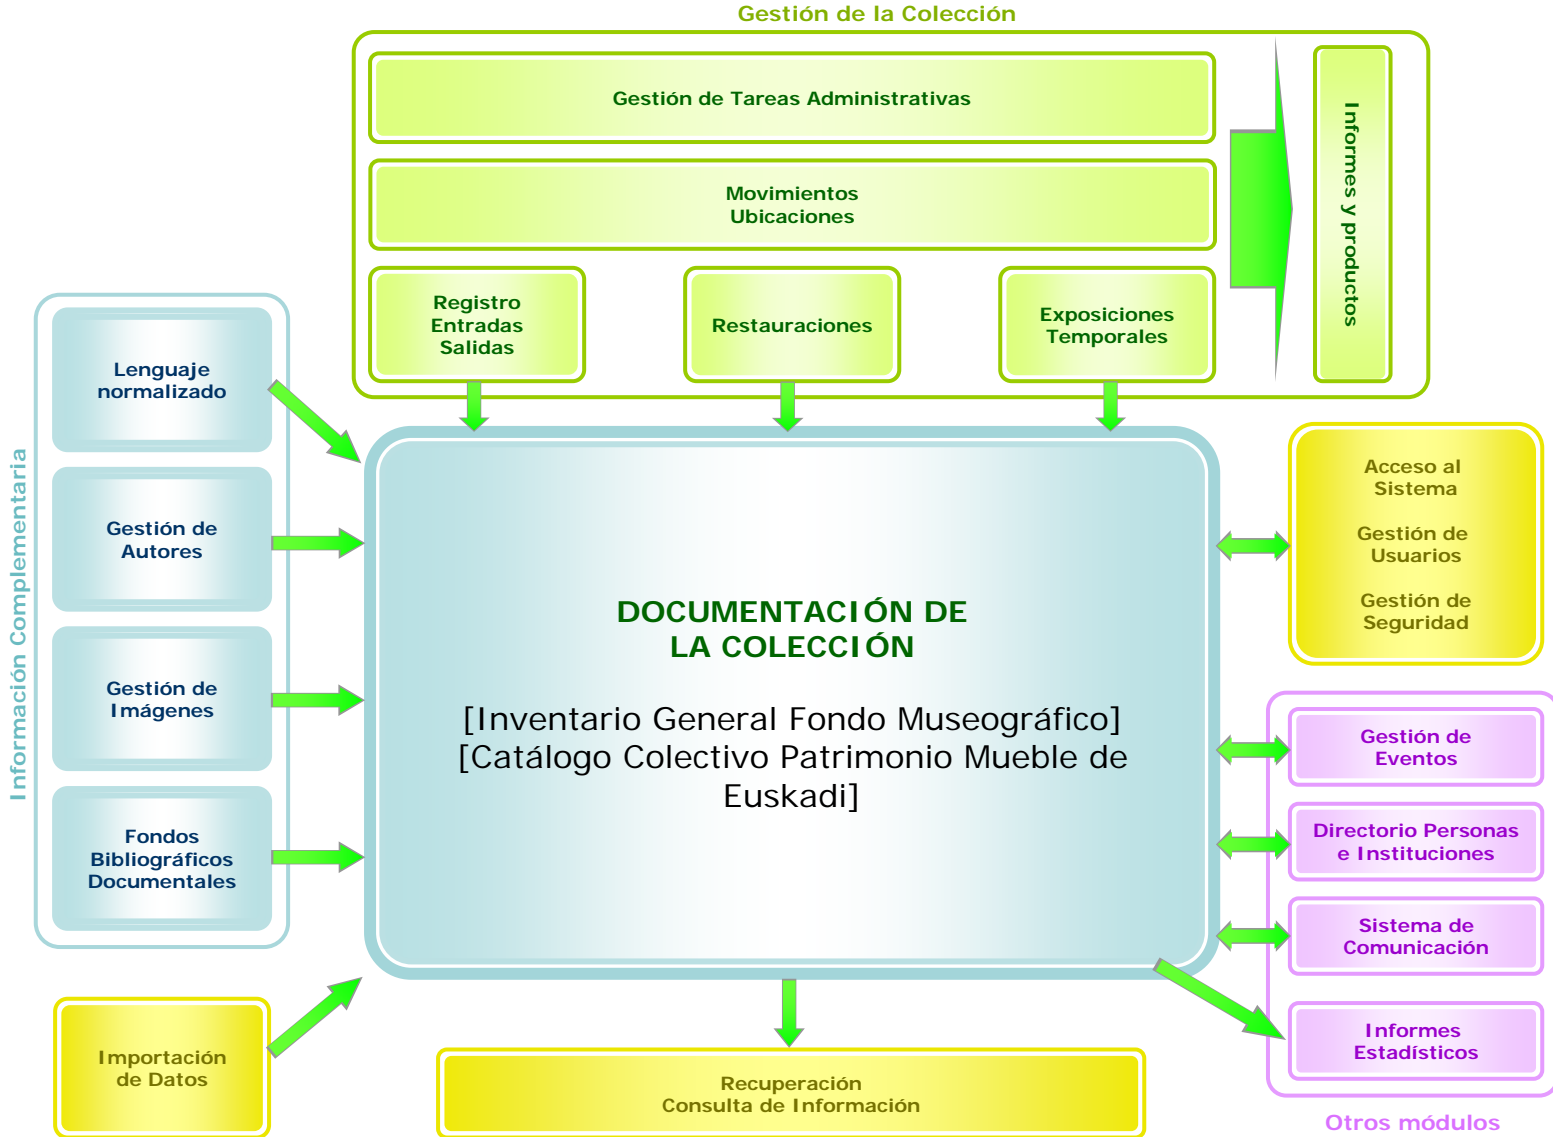 Gestión de la Colección
Gestión de Tareas Administrativas
Movimientos
Ubicaciones
Registro
Entradas
Salidas
Restauraciones
Exposiciones
Temporales
Informes y productos
Información Complementaria
Lenguaje
normalizado
Gestión de
Autores
Gestión de
Imágenes
Fondos
Bibliográficos
Documentales
DOCUMENTACIÓN DE
LA COLECCIÓN
[Inventario General Fondo Museográfico]
[Catálogo Colectivo Patrimonio Mueble de
Euskadi]
Acceso al
Sistema
Gestión de
Usuarios
Gestión de
Seguridad
Gestión de
Eventos
Directorio Personas
e Instituciones
Sistema de
Comunicación
Informes
Estadísticos
Otros módulos
Importación
de Datos
Recuperación
Consulta de Información